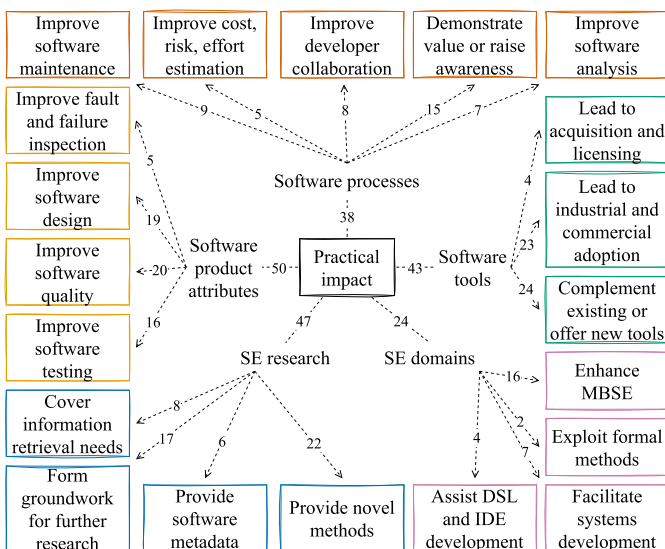 Improve
software
maintenance
Improve cost,
risk, effort
estimation
Improve
developer
collaboration
Demonstrate
value or raise
awareness
Improve
software
analysis
9
5
8
15
7
Improve fault
and failure
inspection
Lead to
acquisition and
licensing
5
4
Software processes
Improve
software
design
Lead to
industrial and
commercial
adoption
19
38
23
Improve
software
quality
20
Software
product
attributes
50
Practical
impact
43
Software
tools
24
Complement
existing or
offer new tools
Improve
software
testing
16
47
24
SE research
SE domains
Enhance
MBSE
16
Cover
information
retrieval needs
8
17
6
22
4
2
7
Exploit formal
methods
Form
groundwork
for further
research
Provide
software
metadata
Provide novel
methods
Assist DSL
and IDE
development
Facilitate
systems
development